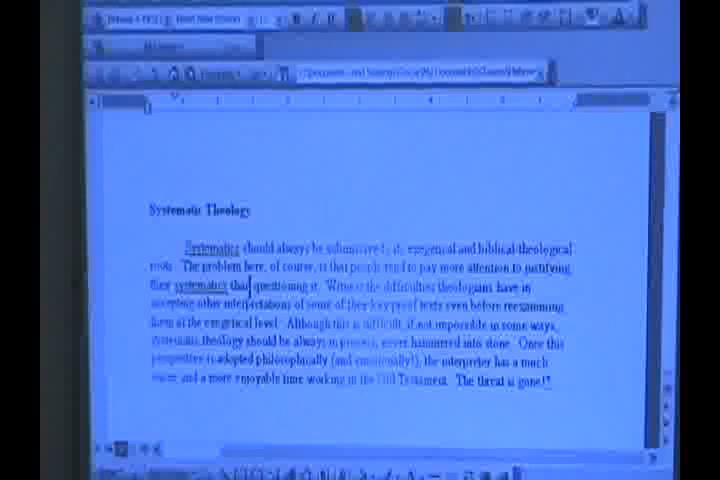 Systematic Theology
Systematics should always be submissive to its exegetical and biblical-theological
roots. The problem here, of course, is that people tend to pay more attention to justifying
their systematics than questioning it. Witness the difficulties theologians have in
accepting other interpretations of some of their key proof texts even before reexamining
them at the exegetical level. Although this is difficult, if not impossible in some ways,
systematic theology should be always in process, never hammered into stone. Once this
perspective is adopted philosophically (and emotionally!), the interpreter has a much
easier and a more enjoyable time working in the Old Testament. The threat is gone!